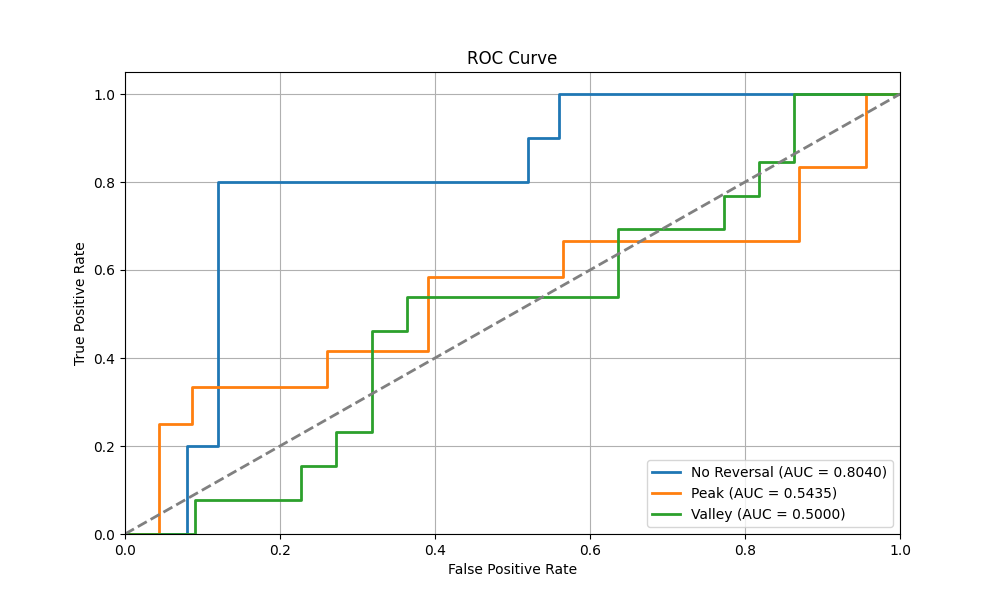 ROC Curve
True Positive Rate
1.0
0.8
0.6
0.4
0.2
0.0
0.0 0.2 0.4 0.6 0.8 1.0
False Positive Rate
No Reversal (AUC = 0.8040)
Peak (AUC = 0.5435)
Valley (AUC = 0.5000)